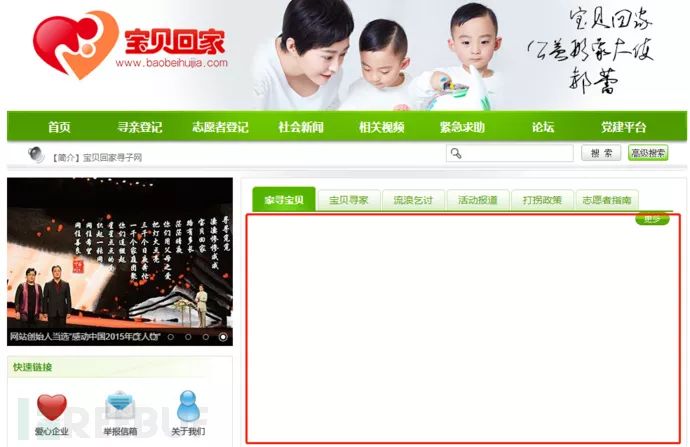 宝贝回家
www.baobeihujia.com
宝贝回家
公益形象大使
首页 寻亲登记 志愿者登记 社会新闻 相关视频 紧急求助 论坛 党建平台
【简介】宝贝回家寻子网
搜 索
高级搜索
家寻宝贝 宝贝寻家 流浪乞讨 活动报道 打拐政策 志愿者指南
更多
宝贝回家
网站创始人当选“感动中国2015年度人物”
快速链接
爱心企业 举报信箱 关于我们
REEBUF